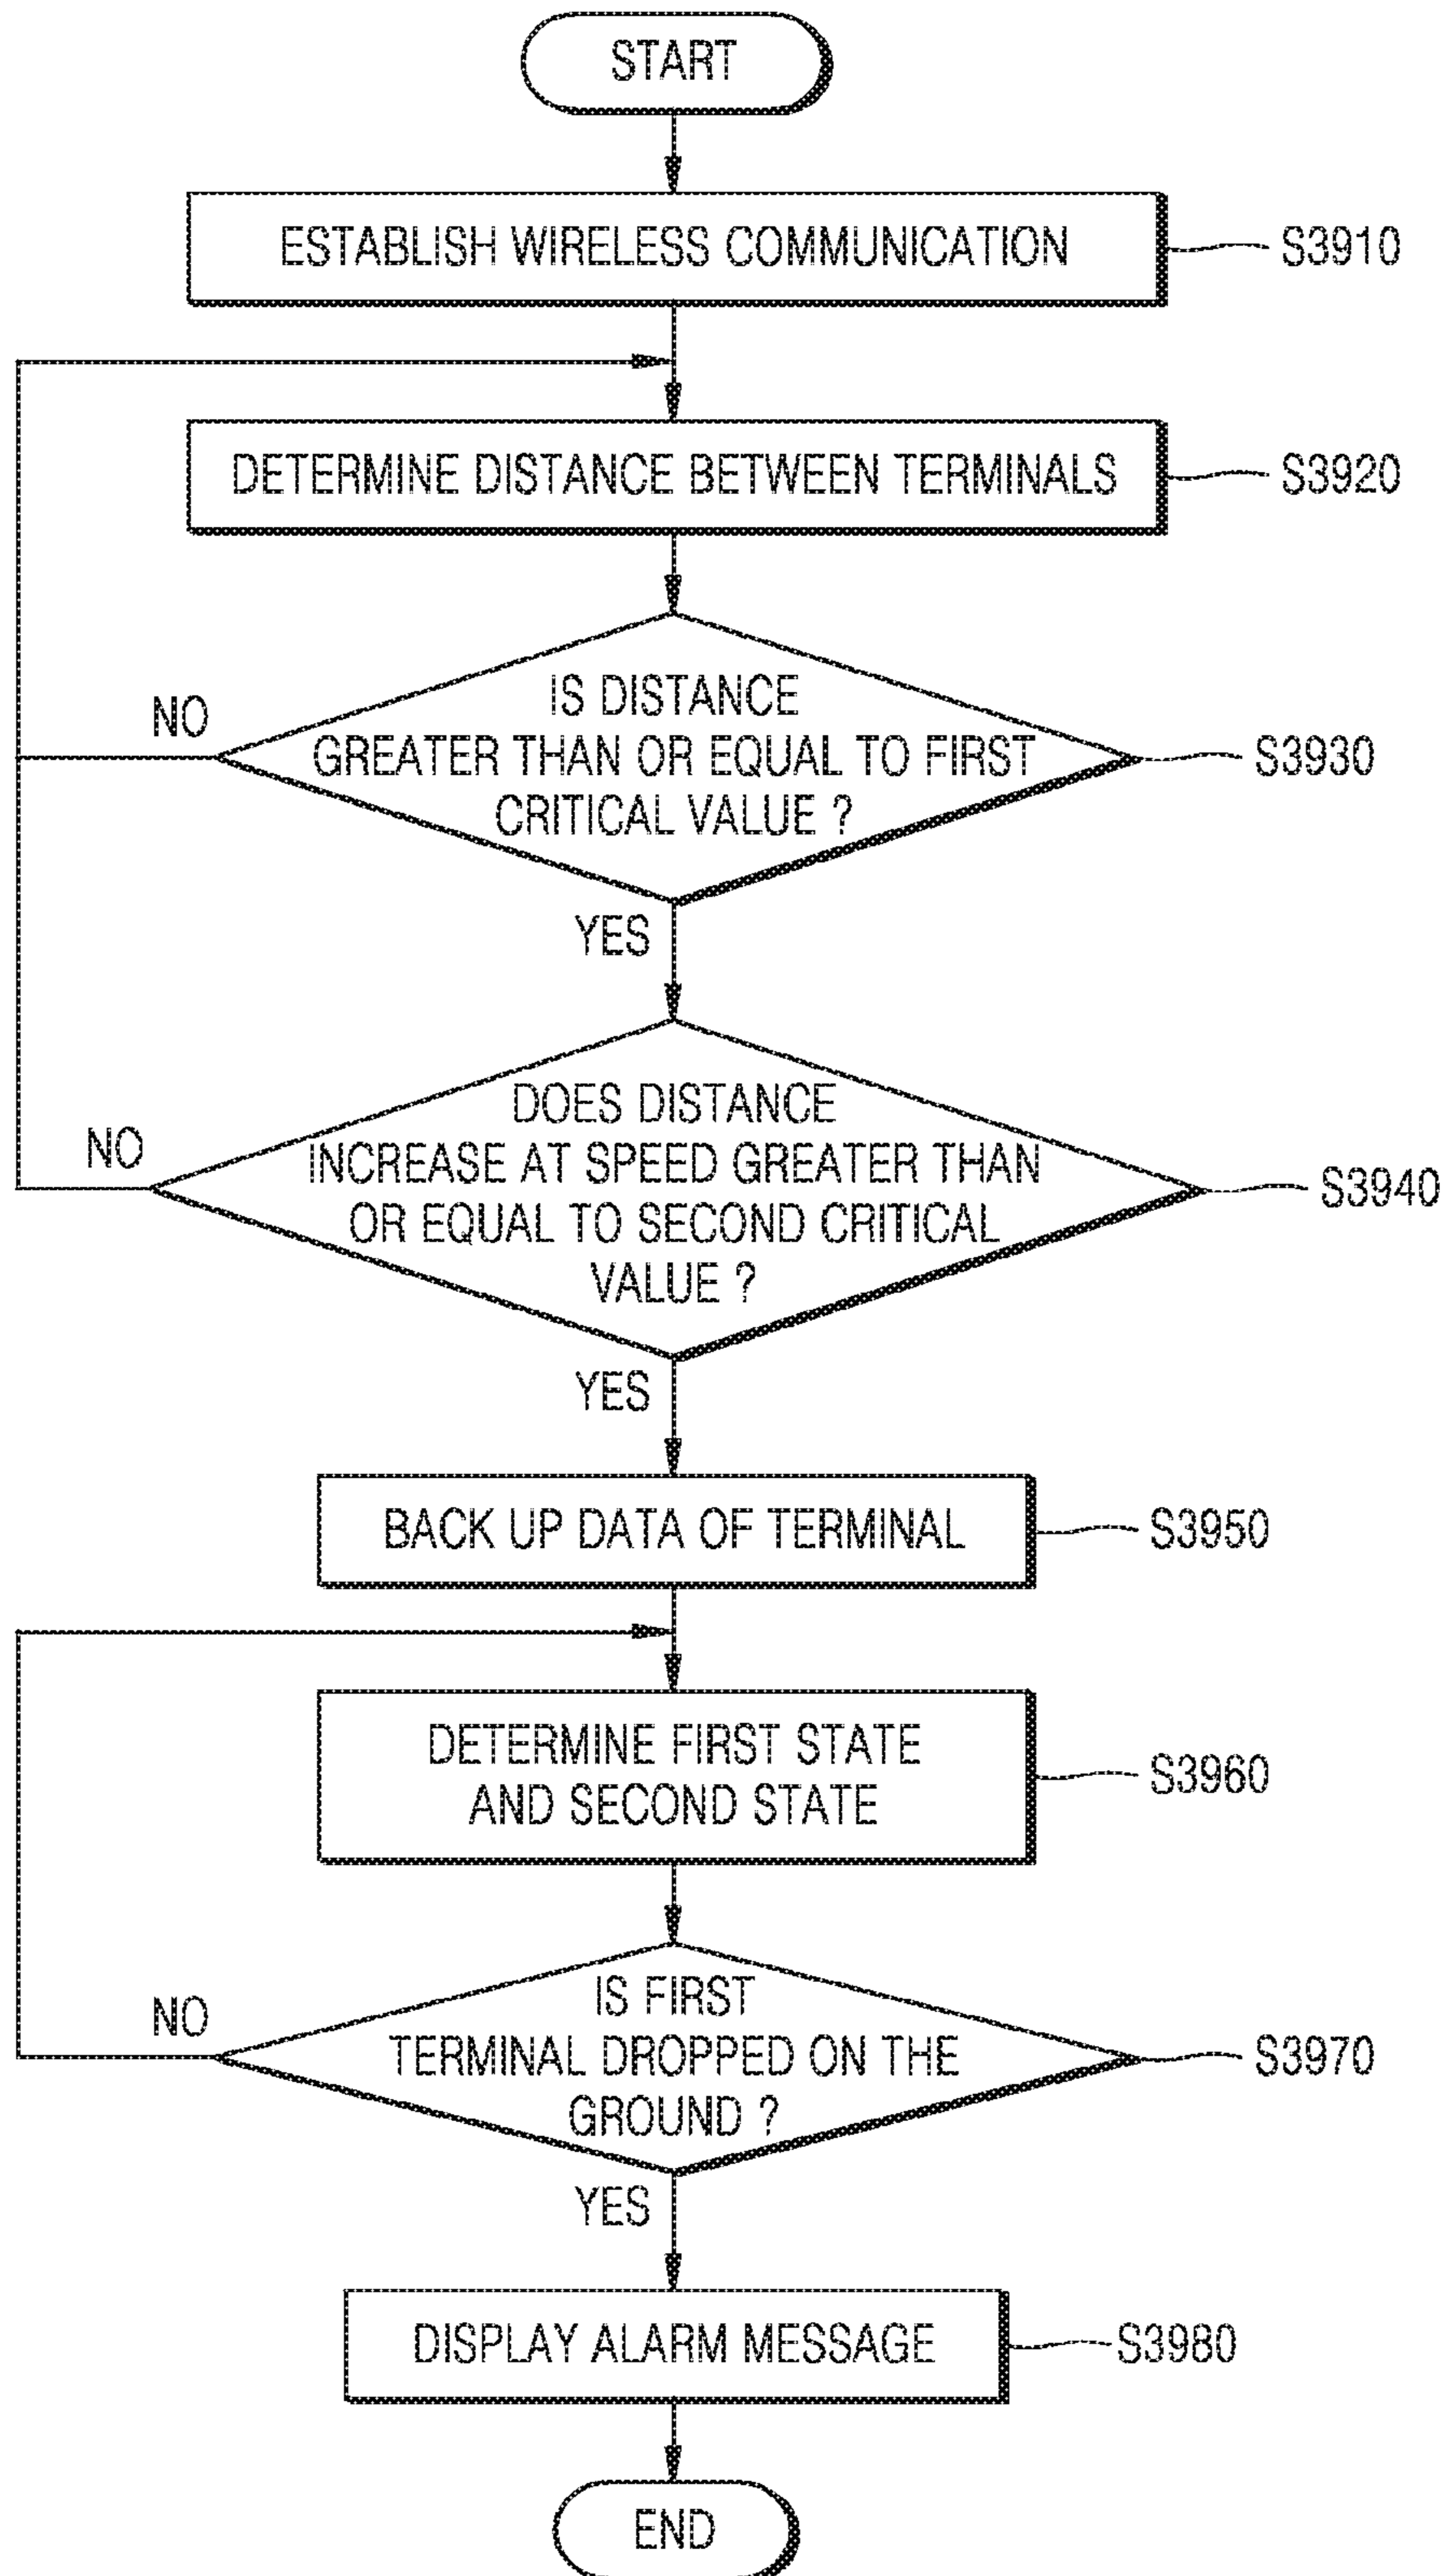 START
ESTABLISH WIRELESS COMMUNICATION
S3910
DETERMINE DISTANCE BETWEEN TERMINALS
S3920
IS DISTANCE
GREATER THAN OR EQUAL TO FIRST
CRITICAL VALUE ?
S3930
NO
YES
DOES DISTANCE
INCREASE AT SPEED GREATER THAN
OR EQUAL TO SECOND CRITICAL
VALUE ?
S3940
NO
YES
BACK UP DATA OF TERMINAL
S3950
DETERMINE FIRST STATE
AND SECOND STATE
S3960
IS FIRST
TERMINAL DROPPED ON THE
GROUND ?
S3970
NO
YES
DISPLAY ALARM MESSAGE
S3980
END